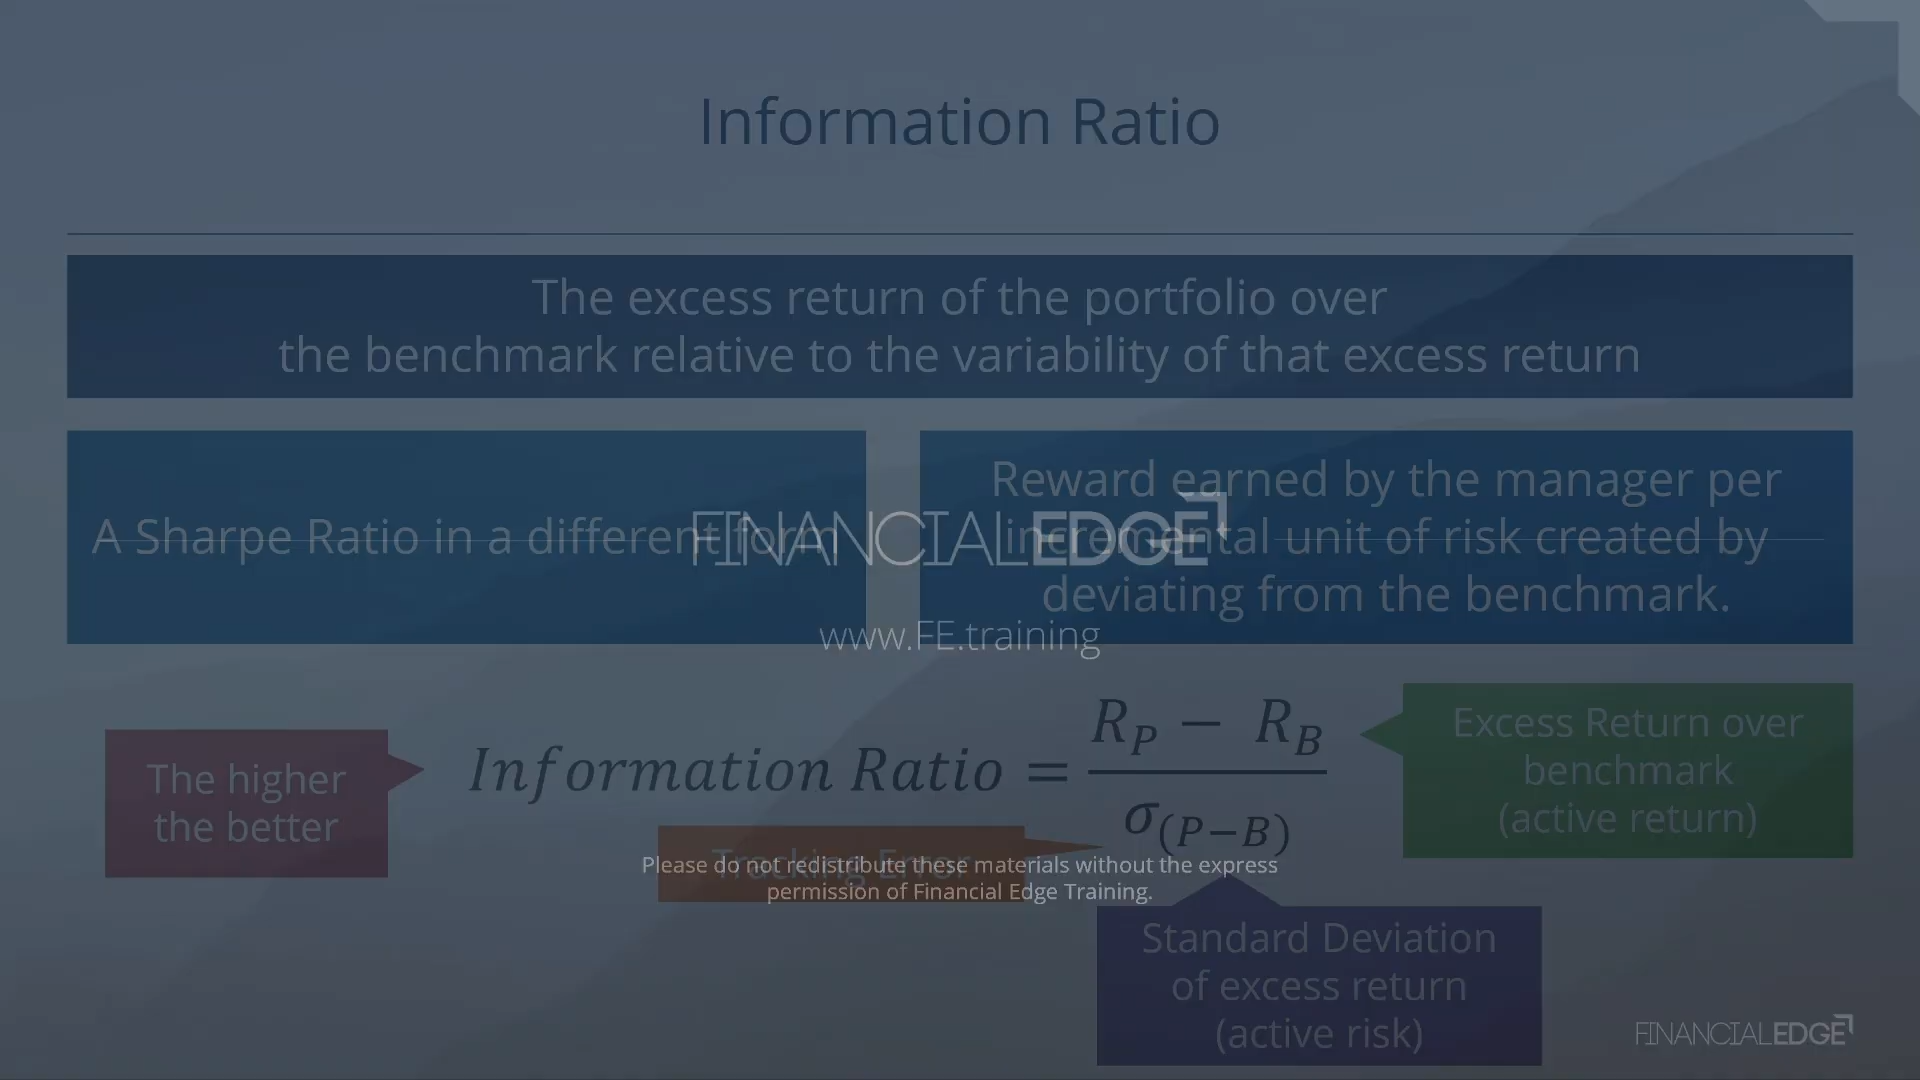 Information Ratio
The excess return of the portfolio over
the benchmark relative to the variability of that excess return
A Sharpe Ratio in a different form
Reward earned by the manager per
incremental unit of risk created by
deviating from the benchmark.
FINANCIALEDGE
www.FE.training
The higher
the better
Information Ratio = (R_P − R_B) / σ_(P−B)
Excess Return over
benchmark
(active return)
Tracking Error
Please do not redistribute these materials without the express
permission of Financial Edge Training.
Standard Deviation
of excess return
(active risk)
FINANCIALEDGE